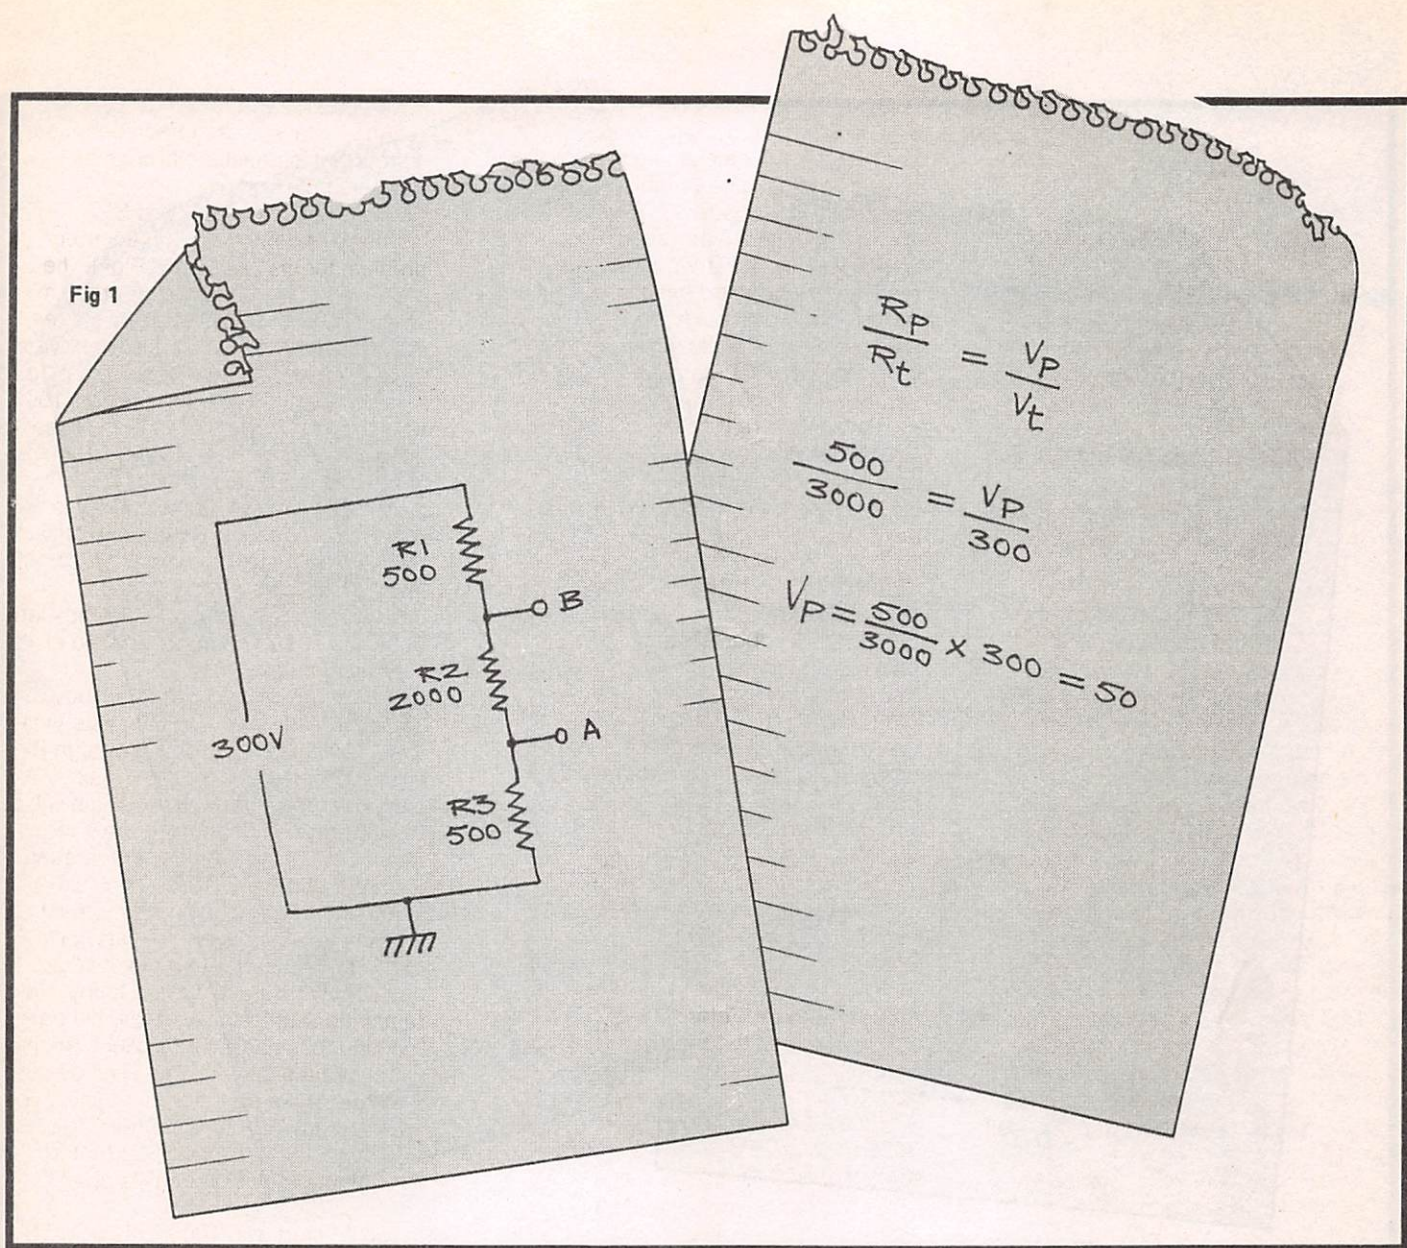 Fig 1
R1
500
B
R2
2000
A
300V
R3
500
Rp/Rt = Vp/Vt
500/3000 = Vp/300
Vp = 500/3000 × 300 = 50